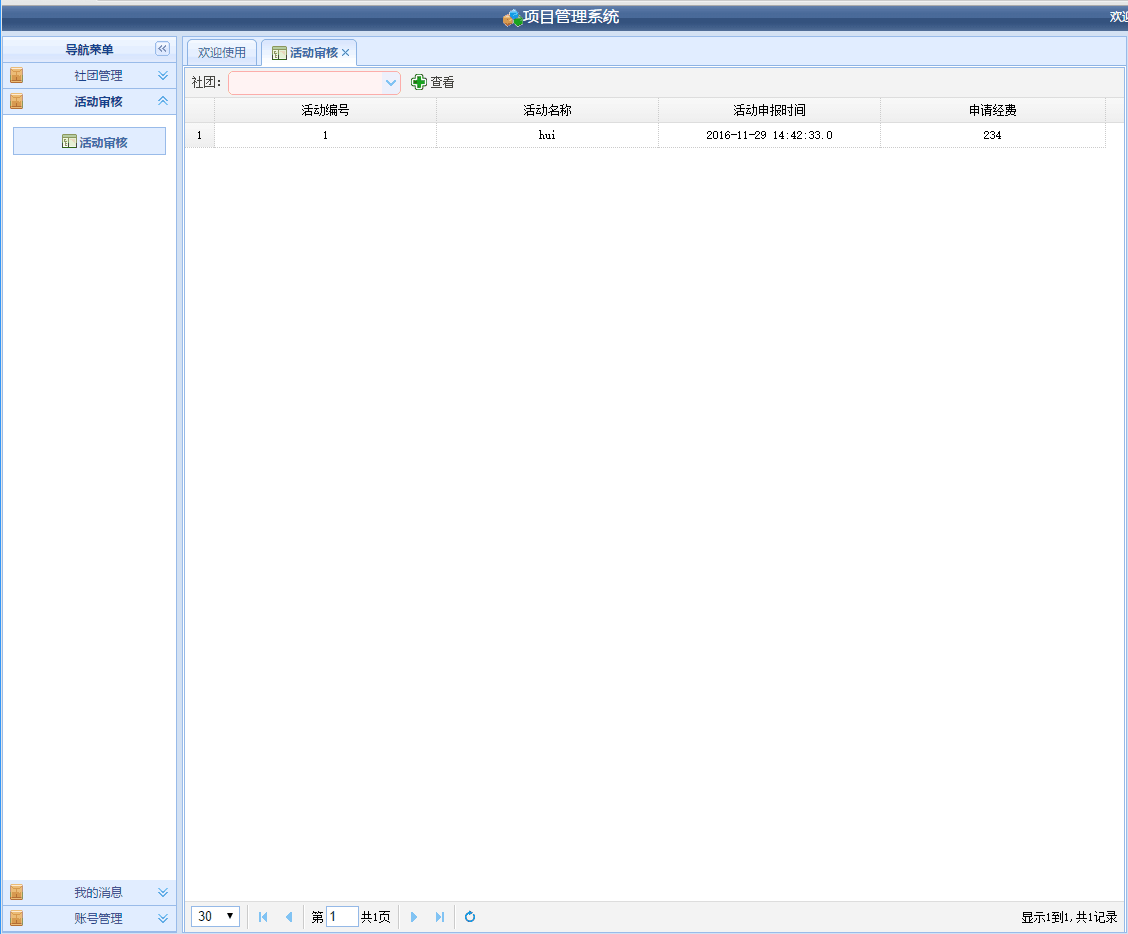 项目管理系统
欢迎
导航菜单
社团管理
活动审核
活动审核
我的消息
账号管理
欢迎使用
活动审核
社团:
查看
活动编号 活动名称 活动申报时间 申请经费
1 1 hui 2016-11-29 14:42:33.0 234
30 第 1 共1页
显示1到1,共1记录